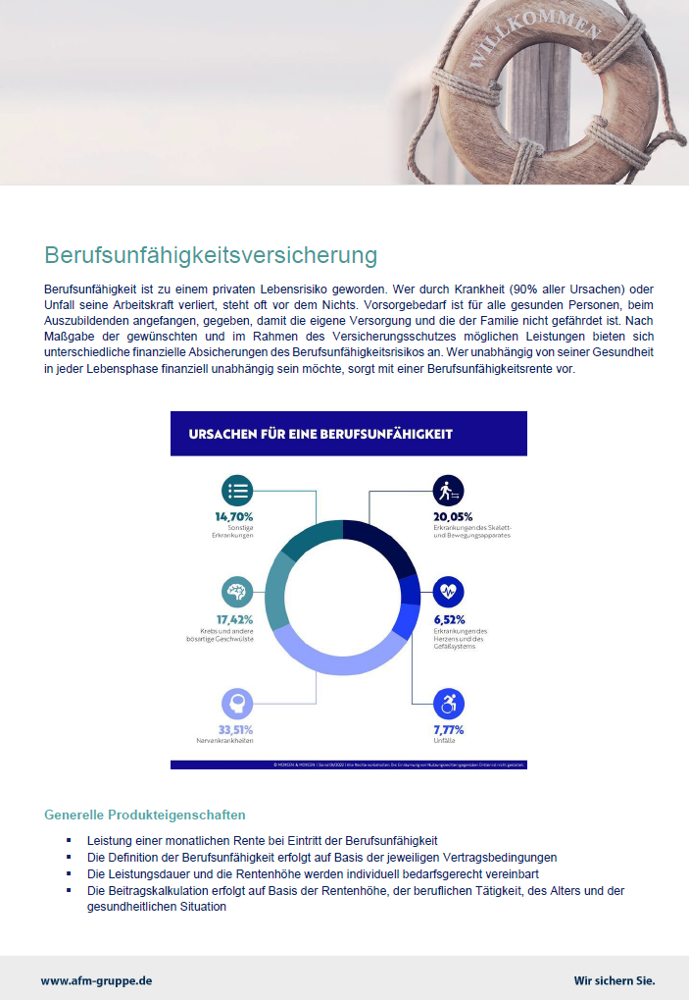 WILLKOMMEN
Berufsunfähigkeitsversicherung
Berufsunfähigkeit ist zu einem privaten Lebensrisiko geworden. Wer durch Krankheit (90% aller Ursachen) oder
Unfall seine Arbeitskraft verliert, steht oft vor dem Nichts. Vorsorgebedarf ist für alle gesunden Personen, beim
Auszubildenden angefangen, gegeben, damit die eigene Versorgung und die der Familie nicht gefährdet ist. Nach
Maßgabe der gewünschten und im Rahmen des Versicherungsschutzes möglichen Leistungen bieten sich
unterschiedliche finanzielle Absicherungen des Berufsunfähigkeitsrisikos an. Wer unabhängig von seiner Gesundheit
in jeder Lebensphase finanziell unabhängig sein möchte, sorgt mit einer Berufsunfähigkeitsrente vor.
URSACHEN FÜR EINE BERUFSUNFÄHIGKEIT
14,70%
Sonstige
Erkrankungen
20,05%
Erkrankungen des Skelett-
und Bewegungsapparates
17,42%
Krebs und andere
bösartige Geschwülste
6,52%
Erkrankungen des
Herzens und des
Gefäßsystems
33,51%
Nervenkrankheiten
7,77%
Unfälle
© MORGEN & MORGEN | Stand 06/2022 | Alle Rechte vorbehalten. Die Einräumung von Nutzungsrechten gegenüber Dritten ist nicht gestattet.
Generelle Produkteigenschaften
▪ Leistung einer monatlichen Rente bei Eintritt der Berufsunfähigkeit
▪ Die Definition der Berufsunfähigkeit erfolgt auf Basis der jeweiligen Vertragsbedingungen
▪ Die Leistungsdauer und die Rentenhöhe werden individuell bedarfsgerecht vereinbart
▪ Die Beitragskalkulation erfolgt auf Basis der Rentenhöhe, der beruflichen Tätigkeit, des Alters und der
gesundheitlichen Situation
www.afm-gruppe.de
Wir sichern Sie.